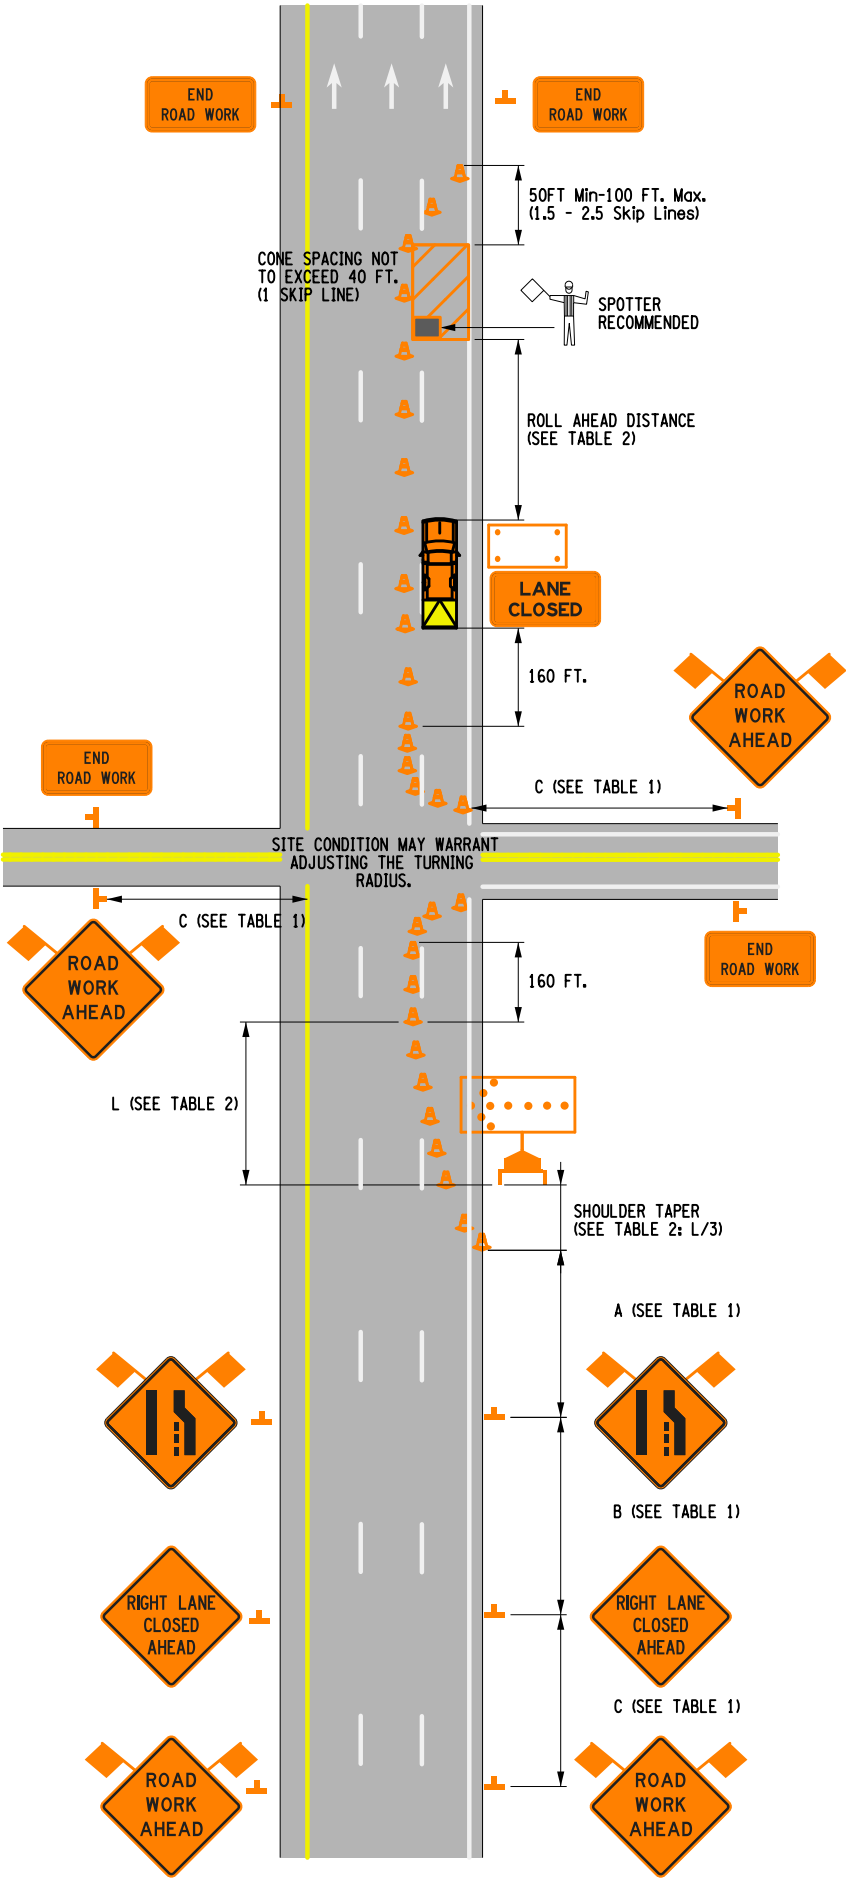 END
ROAD WORK
END
ROAD WORK
50FT Min-100 FT. Max.
(1.5 - 2.5 Skip Lines)
CONE SPACING NOT
TO EXCEED 40 FT.
(1 SKIP LINE)
SPOTTER
RECOMMENDED
ROLL AHEAD DISTANCE
(SEE TABLE 2)
LANE
CLOSED
160 FT.
ROAD
WORK
AHEAD
END
ROAD WORK
C (SEE TABLE 1)
SITE CONDITION MAY WARRANT
ADJUSTING THE TURNING
RADIUS.
C (SEE TABLE 1)
ROAD
WORK
AHEAD
END
ROAD WORK
160 FT.
L (SEE TABLE 2)
SHOULDER TAPER
(SEE TABLE 2: L/3)
A (SEE TABLE 1)
B (SEE TABLE 1)
RIGHT LANE
CLOSED
AHEAD
RIGHT LANE
CLOSED
AHEAD
C (SEE TABLE 1)
ROAD
WORK
AHEAD
ROAD
WORK
AHEAD